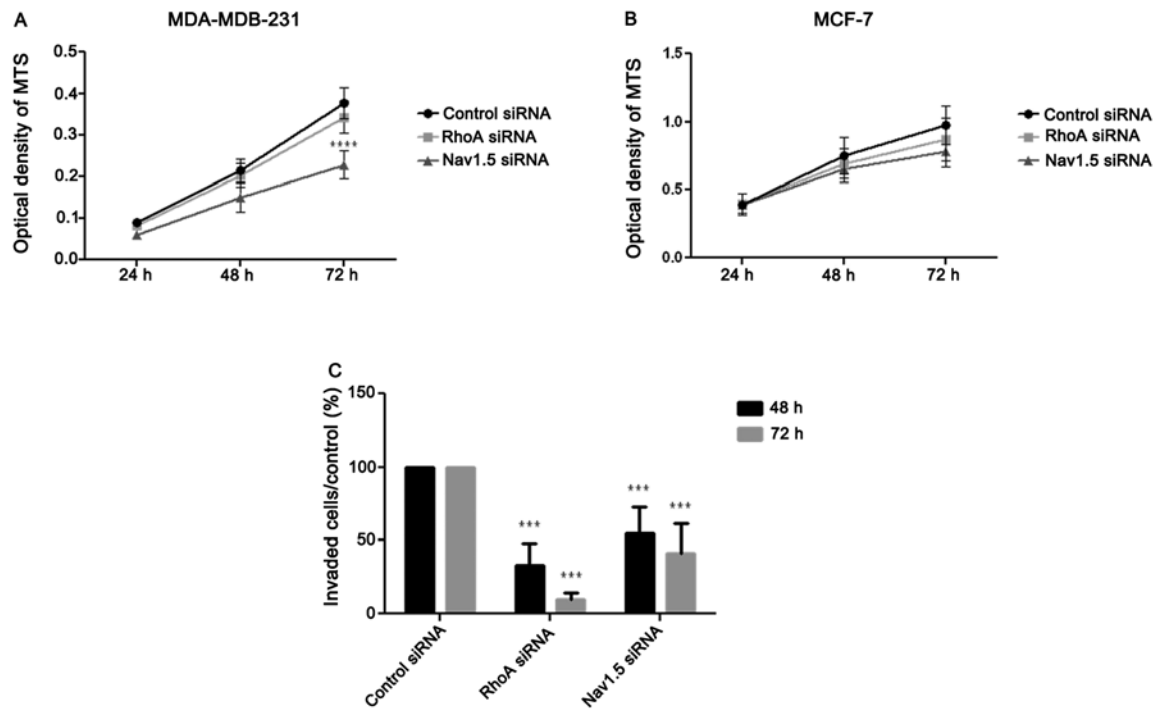 A
MDA-MDB-231
Optical density of MTS
0.5
0.4
0.3
0.2
0.1
0.0
24 h
48 h
72 h
****
Control siRNA
RhoA siRNA
Nav1.5 siRNA
B
MCF-7
Optical density of MTS
1.5
1.0
0.5
0.0
24 h
48 h
72 h
Control siRNA
RhoA siRNA
Nav1.5 siRNA
C
Invaded cells/control (%)
150
100
50
0
***
***
***
***
Control siRNA
RhoA siRNA
Nav1.5 siRNA
48 h
72 h